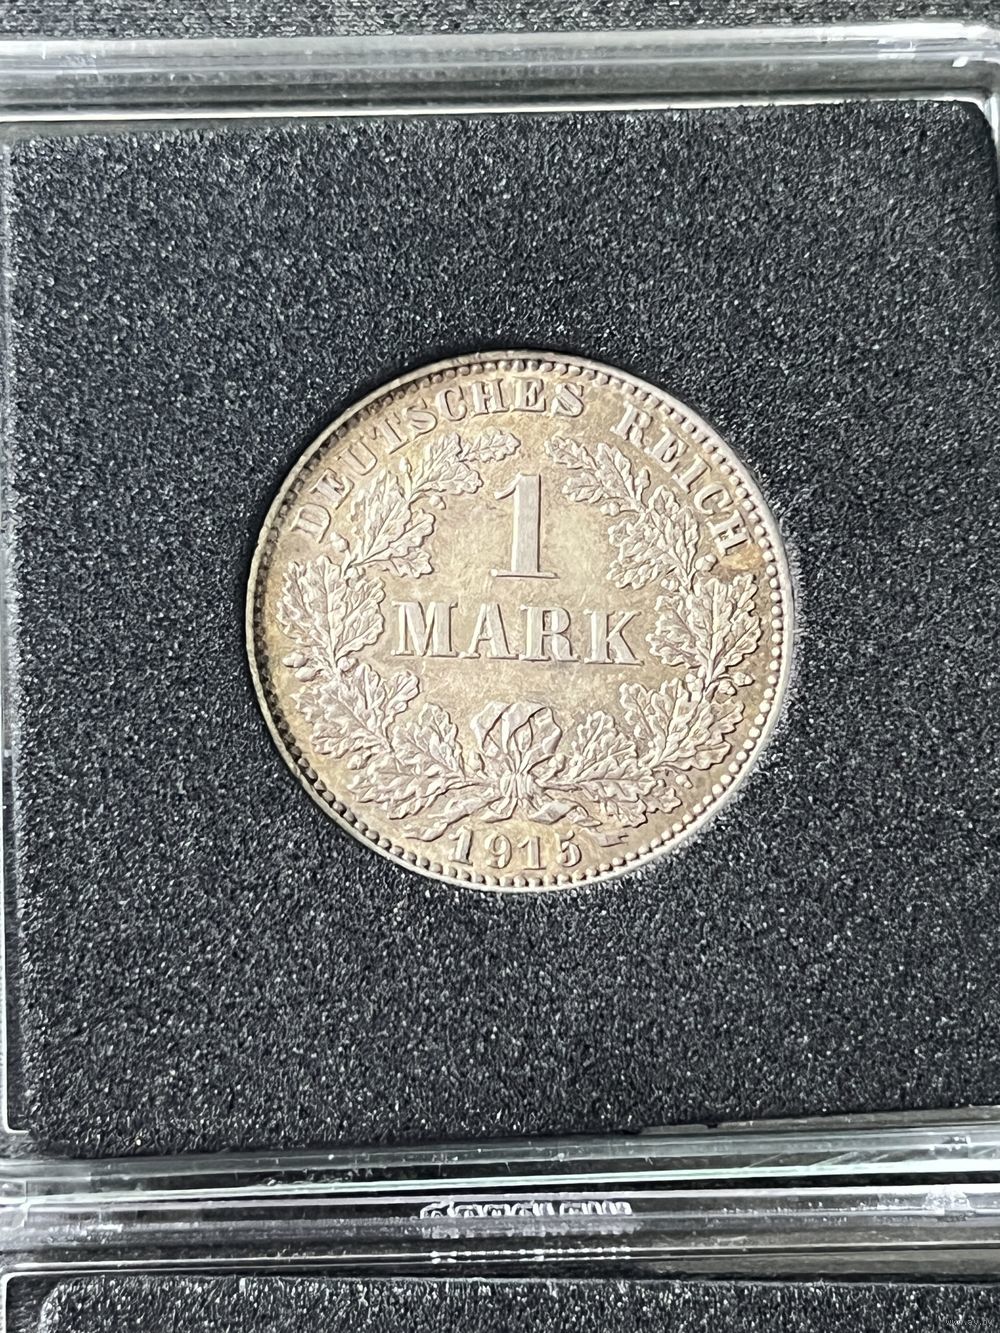 DEUTSCHES REICH
1
MARK
1915